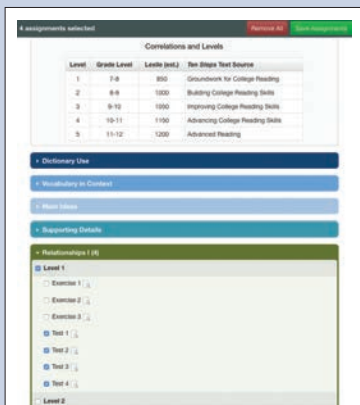 4 assignments selected Remove All Save Assignments
Correlations and Levels
Level Grade Level Lexile (est.) Ten Steps Text Source
1 7-8 850 Groundwork for College Reading
2 8-9 1000 Building College Reading Skills
3 9-10 1050 Improving College Reading Skills
4 10-11 1150 Advancing College Reading Skills
5 11-12 1200 Advanced Reading
Dictionary Use
Vocabulary in Context
Main Ideas
Supporting Details
Relationships I (4)
Level 1
Exercise 1
Exercise 2
Exercise 3
Test 1
Test 2
Test 3
Test 4
Level 2